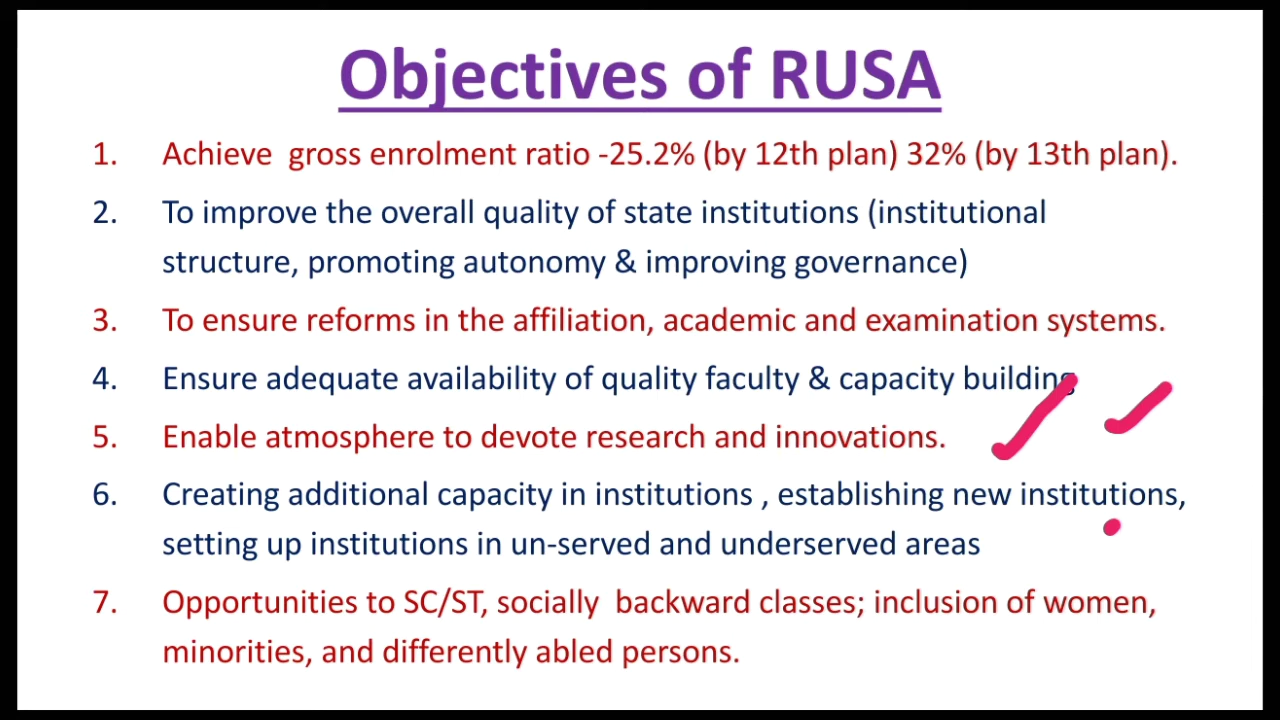 Objectives of RUSA
1. Achieve gross enrolment ratio -25.2% (by 12th plan) 32% (by 13th plan).
2. To improve the overall quality of state institutions (institutional
structure, promoting autonomy & improving governance)
3. To ensure reforms in the affiliation, academic and examination systems.
4. Ensure adequate availability of quality faculty & capacity building
5. Enable atmosphere to devote research and innovations.
6. Creating additional capacity in institutions , establishing new institutions,
setting up institutions in un-served and underserved areas
7. Opportunities to SC/ST, socially backward classes; inclusion of women,
minorities, and differently abled persons.